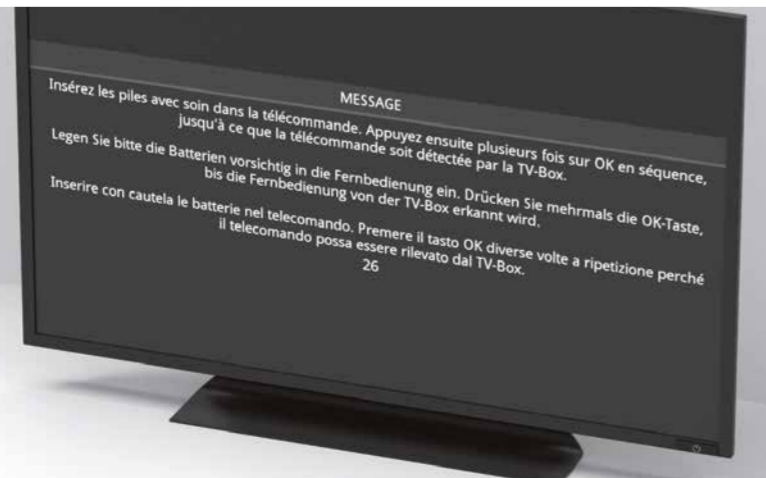 MESSAGE
Insérez les piles avec soin dans la télécommande. Appuyez ensuite plusieurs fois sur OK en séquence,
jusqu'à ce que la télécommande soit détectée par la TV-Box.
Legen Sie bitte die Batterien vorsichtig in die Fernbedienung ein. Drücken Sie mehrmals die OK-Taste,
bis die Fernbedienung von der TV-Box erkannt wird.
Inserire con cautela le batterie nel telecomando. Premere il tasto OK diverse volte a ripetizione perché
il telecomando possa essere rilevato dal TV-Box.
26